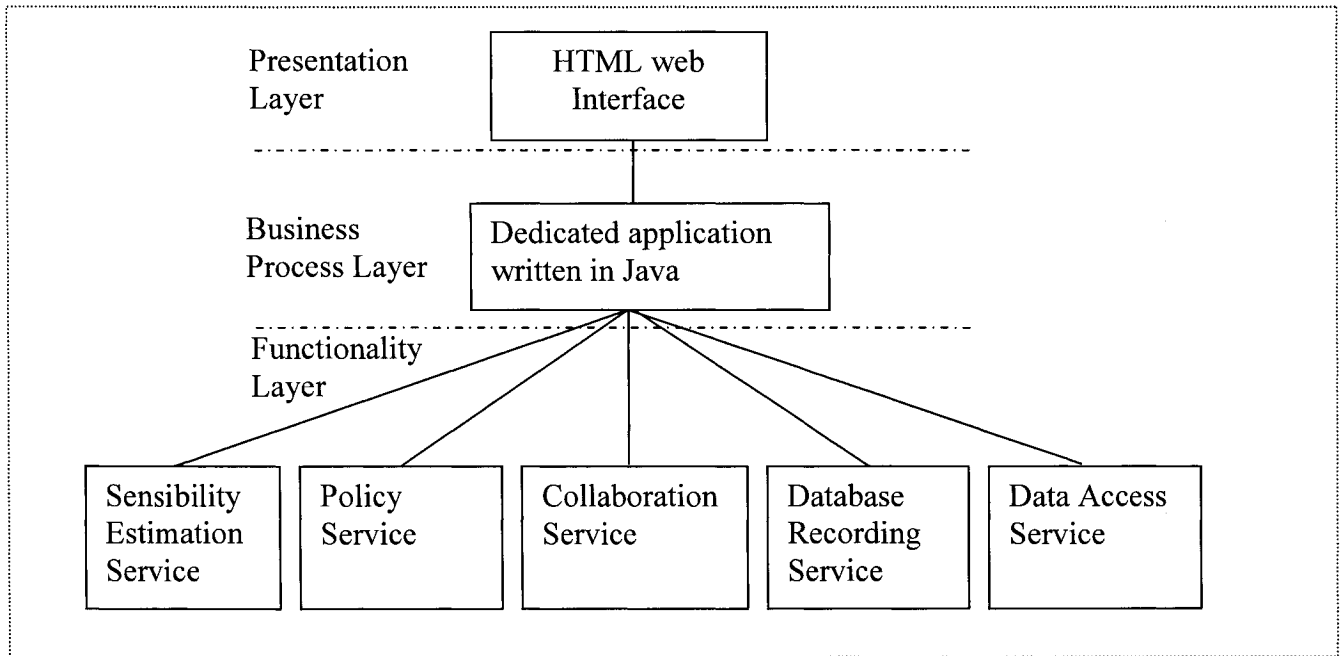 Presentation
Layer
HTML web
Interface
Business
Process Layer
Dedicated application
written in Java
Functionality
Layer
Sensibility
Estimation
Service
Policy
Service
Collaboration
Service
Database
Recording
Service
Data Access
Service